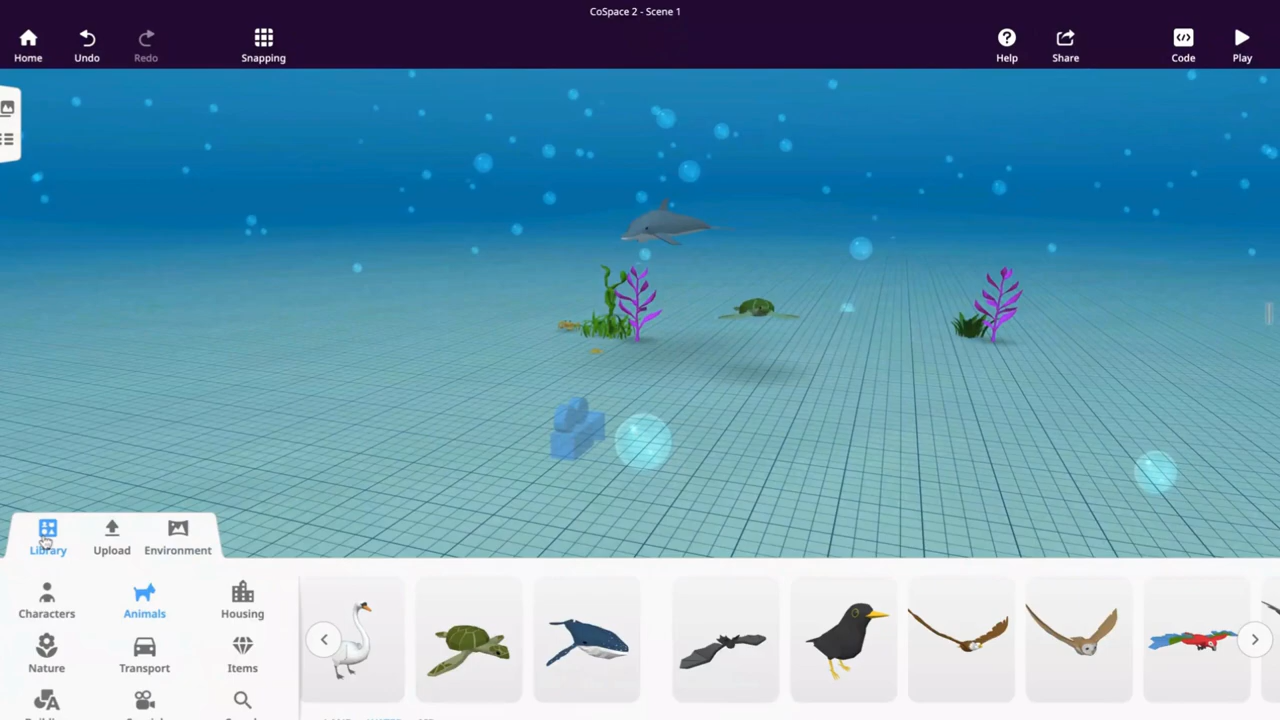 CoSpace 2 - Scene 1
Home
Undo
Redo
Snapping
Help
Share
Code
Play
Library
Upload
Environment
Characters
Animals
Housing
Nature
Transport
Items